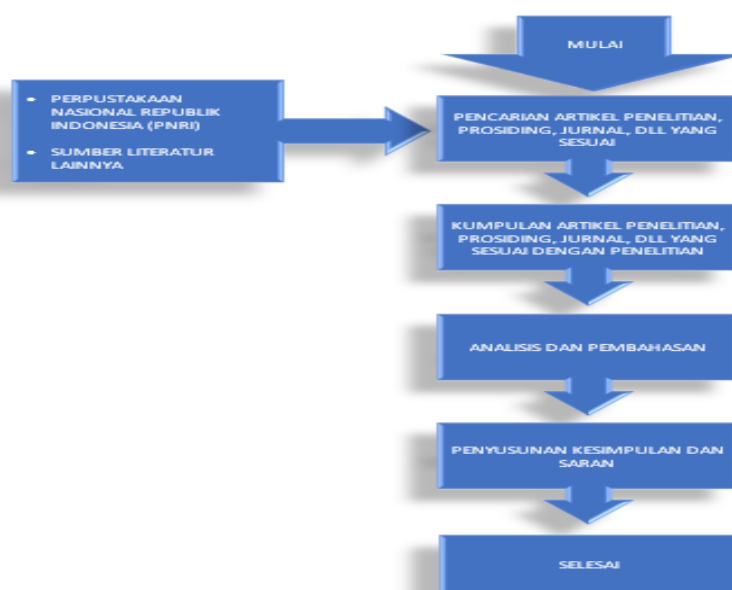 MULAI
• PERPUSTAKAAN
NASIONAL REPUBLIK
INDONESIA (PNRI)
• SUMBER LITERATUR
LAINNYA
PENCARIAN ARTIKEL PENELITIAN,
PROSIDING, JURNAL, DLL YANG
SESUAI
KUMPULAN ARTIKEL PENELITIAN,
PROSIDING, JURNAL, DLL YANG
SESUAI DENGAN PENELITIAN
ANALISIS DAN PEMBAHASAN
PENYUSUNAN KESIMPULAN DAN
SARAN
SELESAI